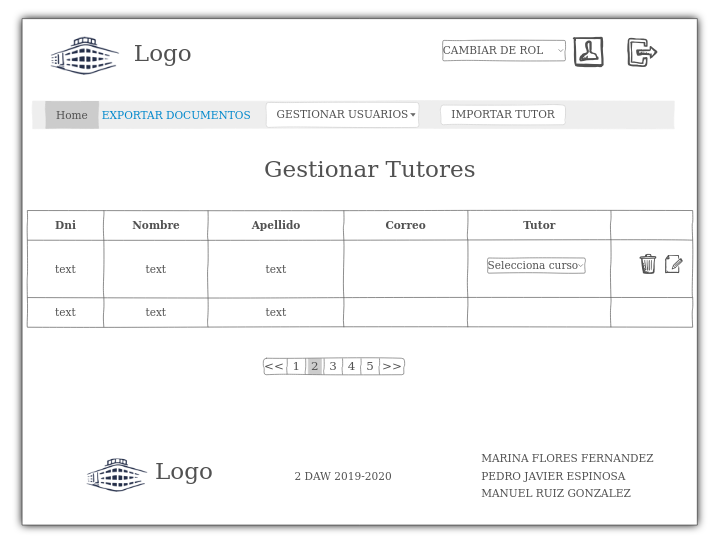 Logo
CAMBIAR DE ROL
Home EXPORTAR DOCUMENTOS GESTIONAR USUARIOS IMPORTAR TUTOR
Gestionar Tutores
Dni Nombre Apellido Correo Tutor
text text text Selecciona curso
text text text
<< 1 2 3 4 5 >>
Logo
2 DAW 2019-2020
MARINA FLORES FERNANDEZ
PEDRO JAVIER ESPINOSA
MANUEL RUIZ GONZALEZ